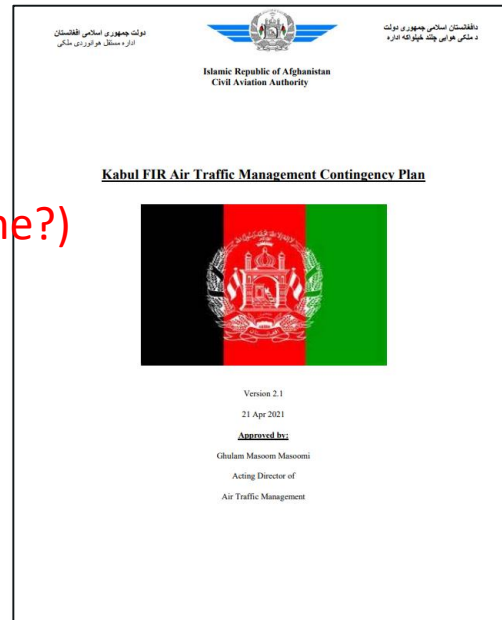 دولت جمهوری اسلامی افغانستان
اداره مستقل هوانوردی ملکی
دافغانستان اسلامی جمهوری دولت
د ملکی هوایی چلند خپلواکه اداره
Islamic Republic of Afghanistan
Civil Aviation Authority
Kabul FIR Air Traffic Management Contingency Plan
ne?)
Version 2.1
21 Apr 2021
Approved by:
Ghulam Masoom Masoomi
Acting Director of
Air Traffic Management